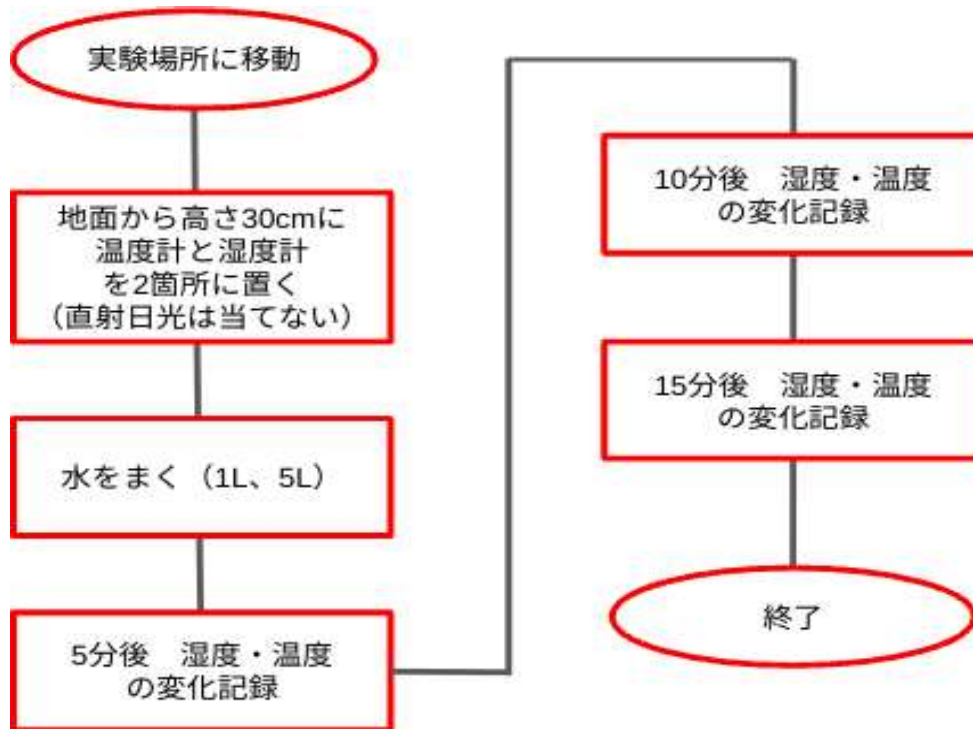 実験場所に移動
地面から高さ30cmに
温度計と湿度計
を2箇所に置く
（直射日光は当てない）
水をまく（1L、5L）
5分後　湿度・温度
の変化記録
10分後　湿度・温度
の変化記録
15分後　湿度・温度
の変化記録
終了